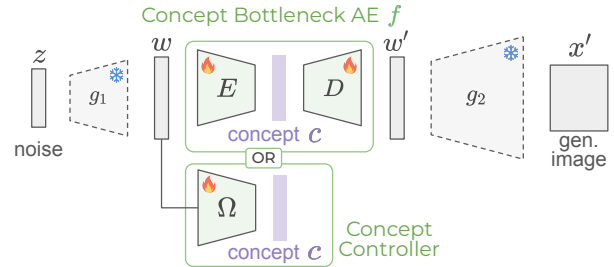 Concept Bottleneck AE f
z
w
w'
x'
g₁
E
D
g₂
noise
concept c
gen.
image
OR
Ω
concept c
Concept
Controller